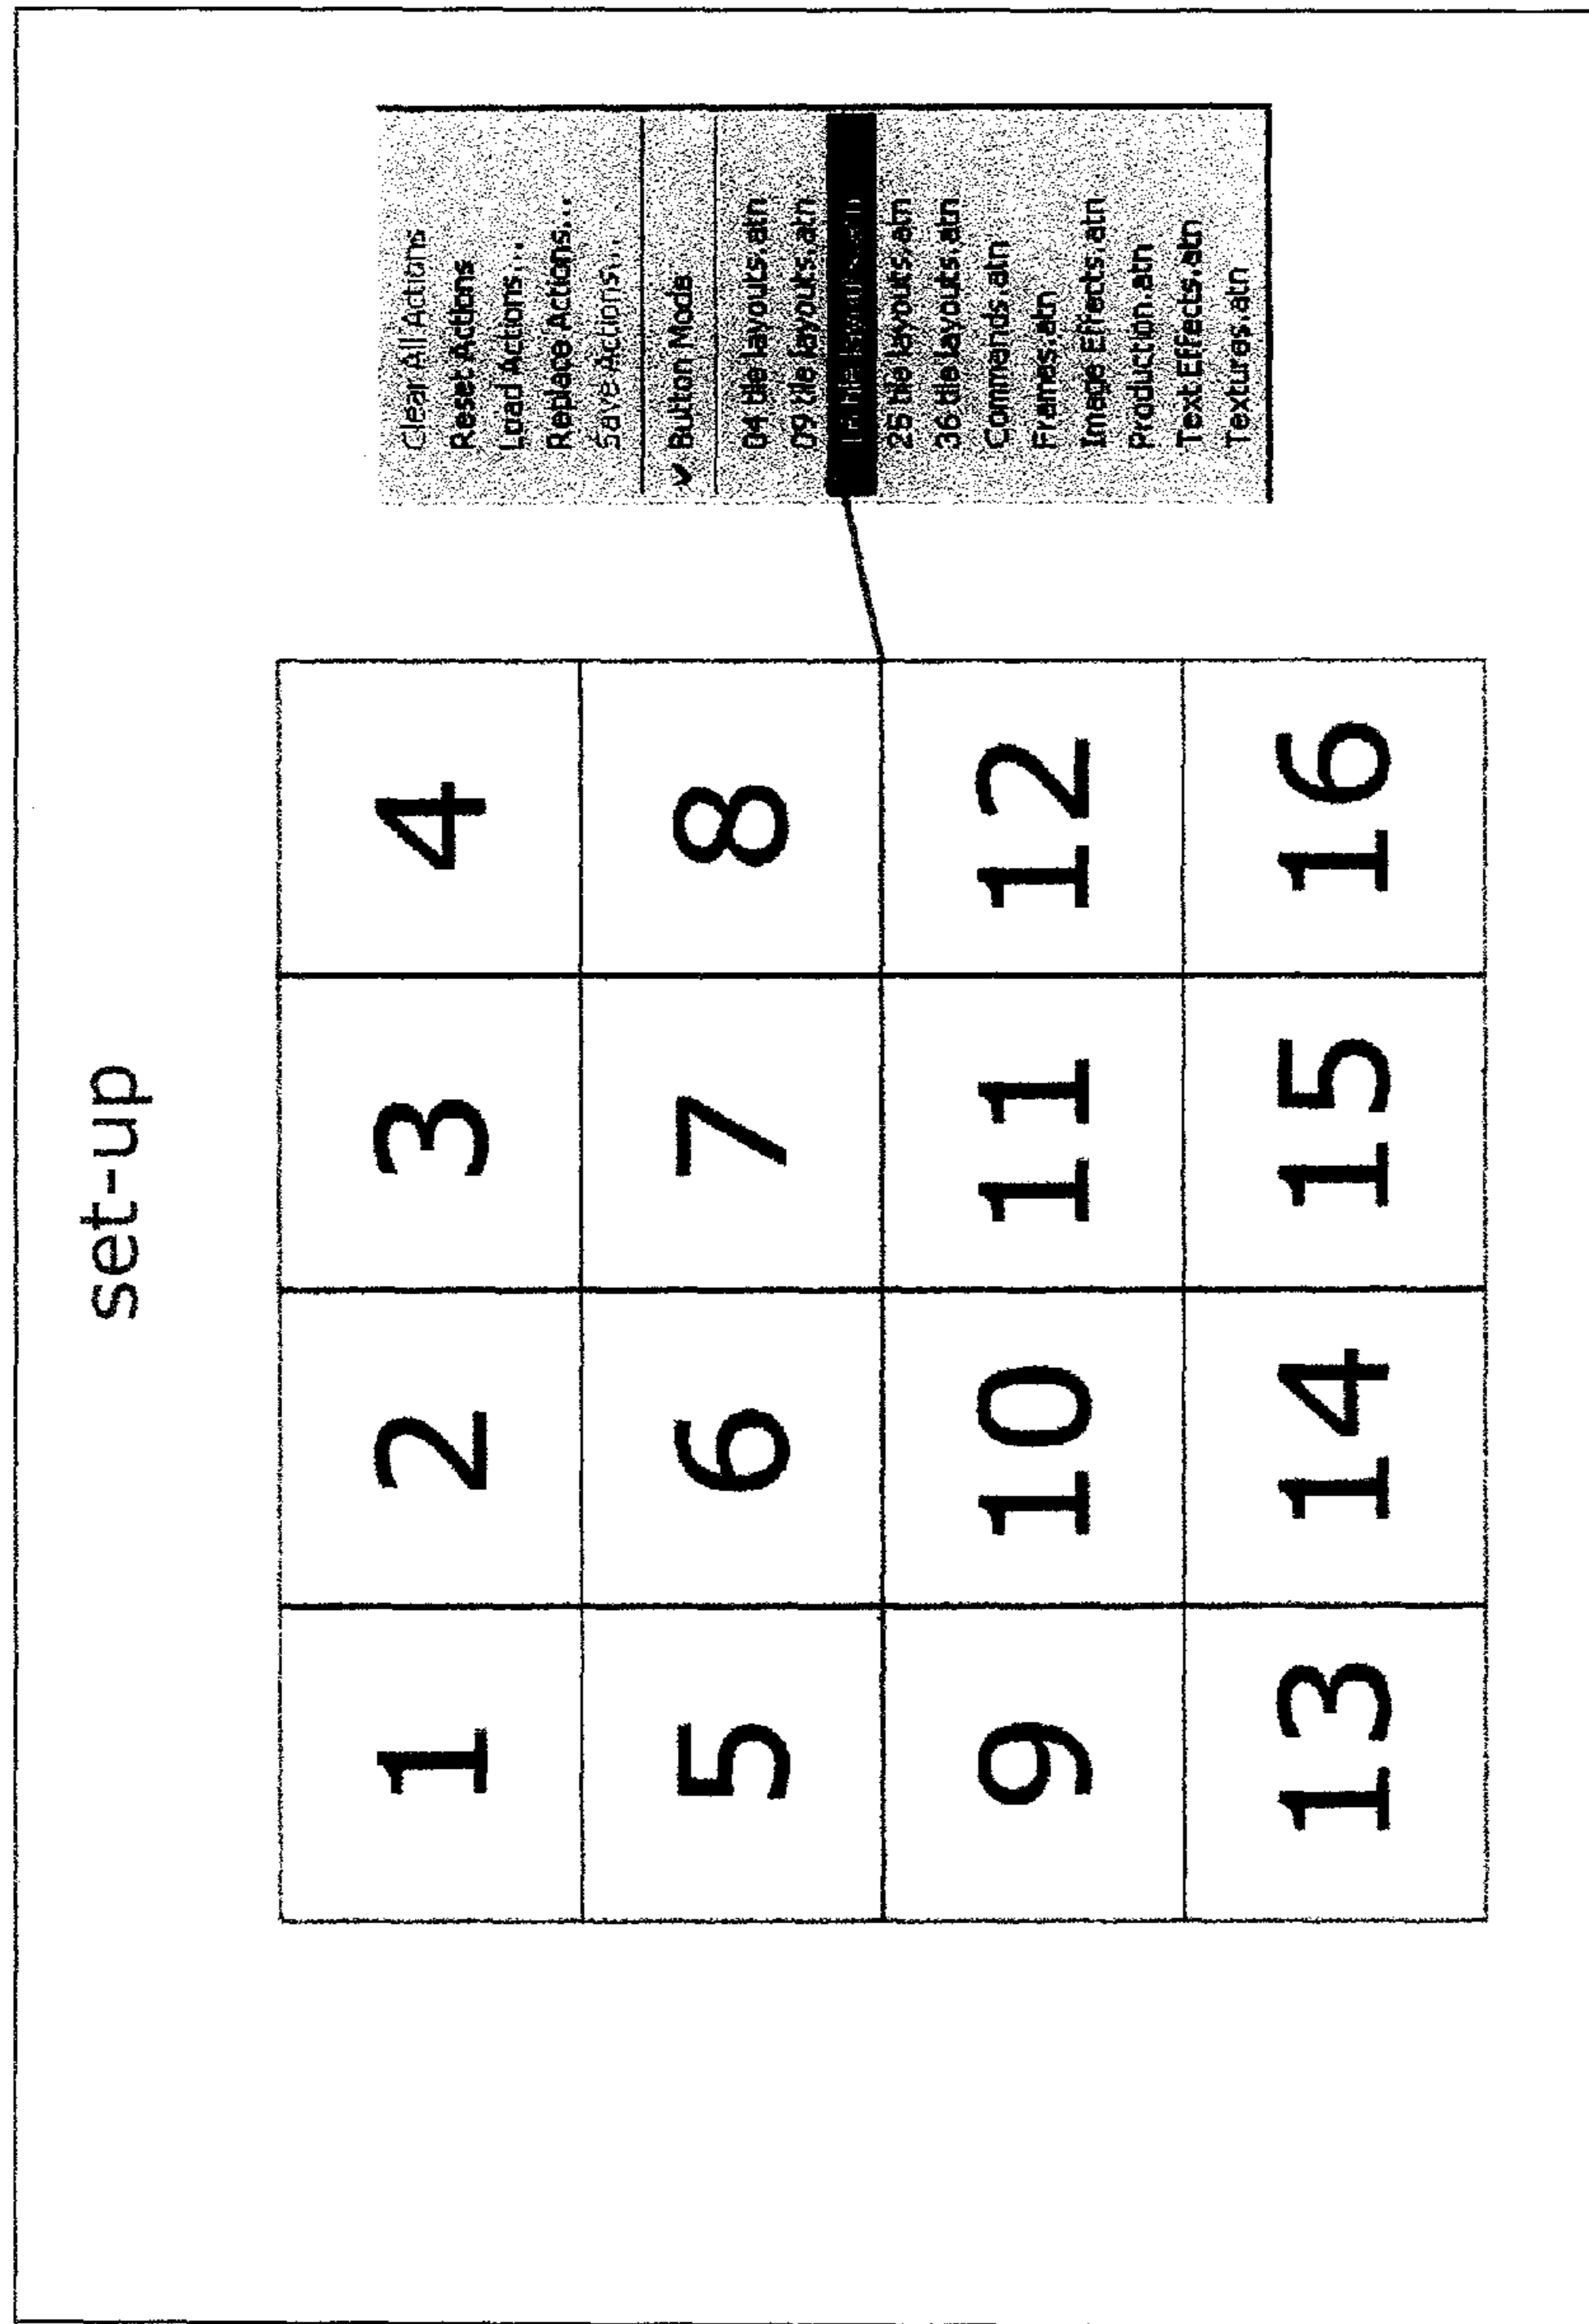 set-up
1 2 3 4
5 6 7 8
9 10 11 12
13 14 15 16
Clear All Actions
Reset Actions
Load Actions...
Replace Actions...
Save Actions...
✔ Button Mode
04 tile layouts.atn
09 tile layouts.atn
25 tile layouts.atn
36 tile layouts.atn
Commands.atn
Frames.atn
Image Effects.atn
Production.atn
Text Effects.atn
Textures.atn